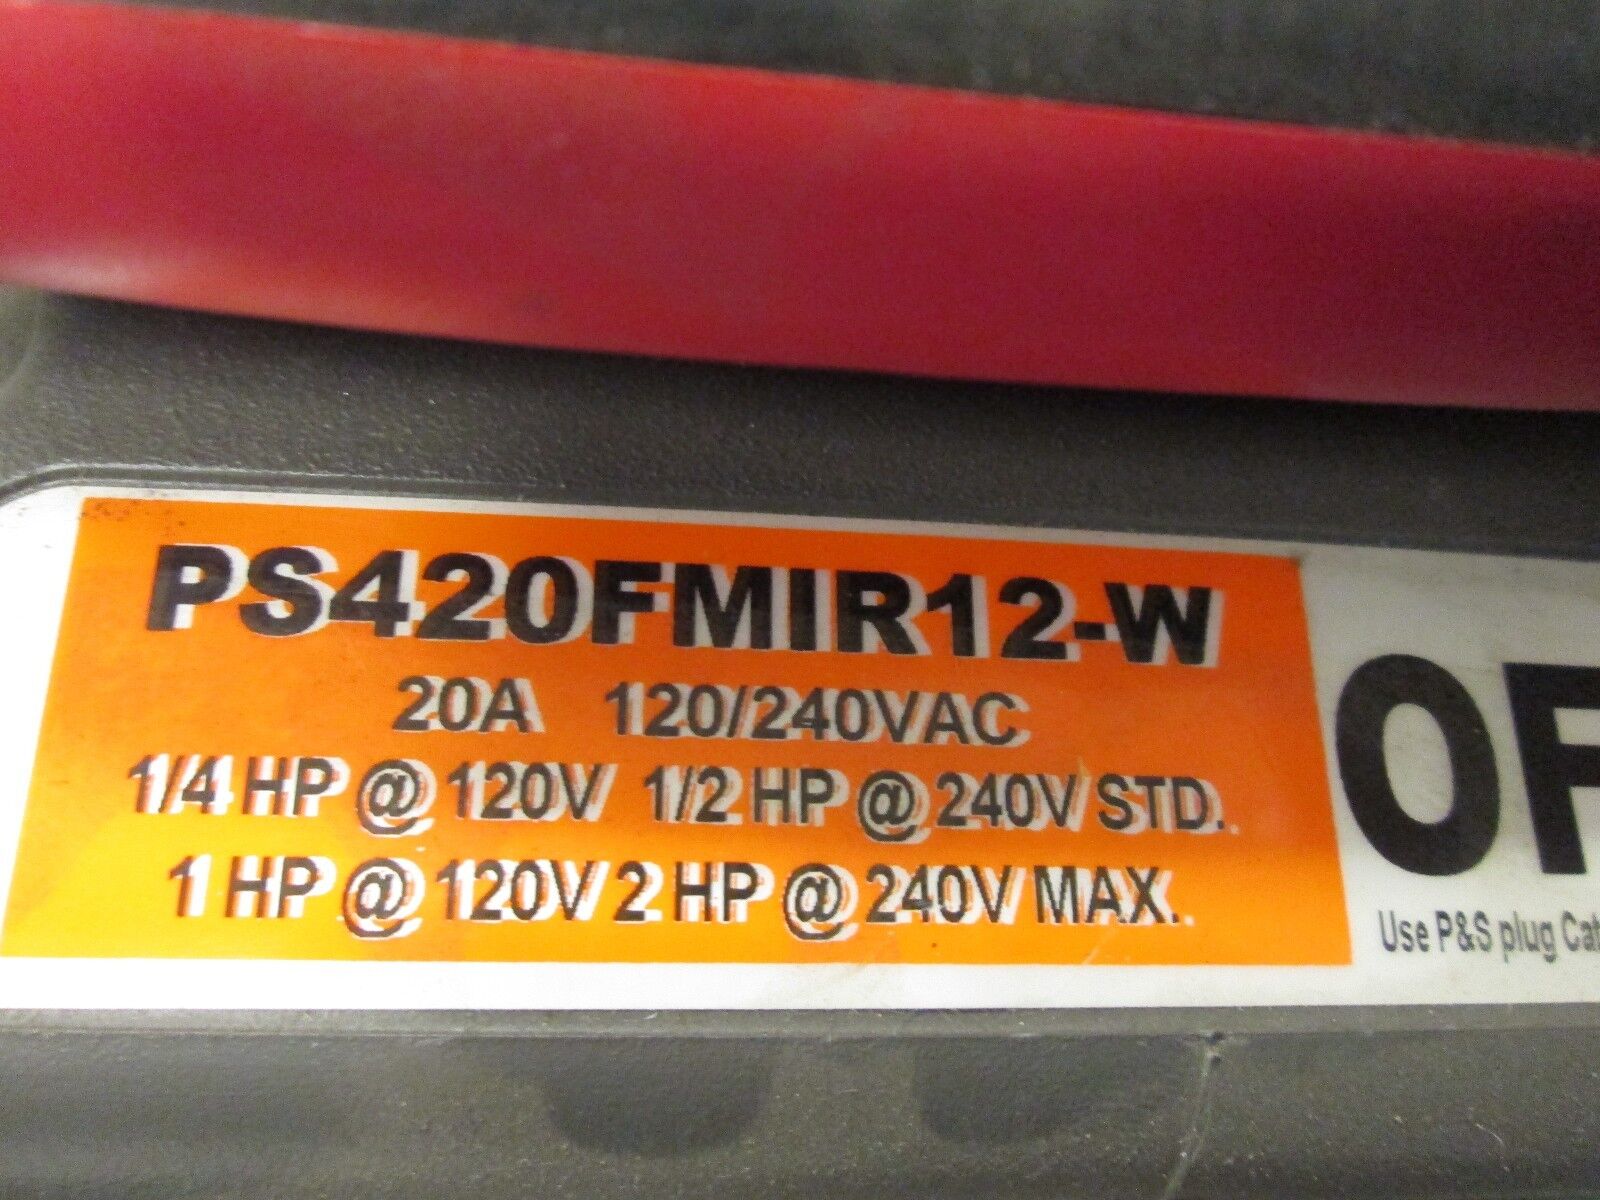 PS420FMIR12-W
20A 120/240VAC
1/4 HP @ 120V 1/2 HP @ 240V STD.
1 HP @ 120V 2 HP @ 240V MAX.
OF
Use P&S plug Cat